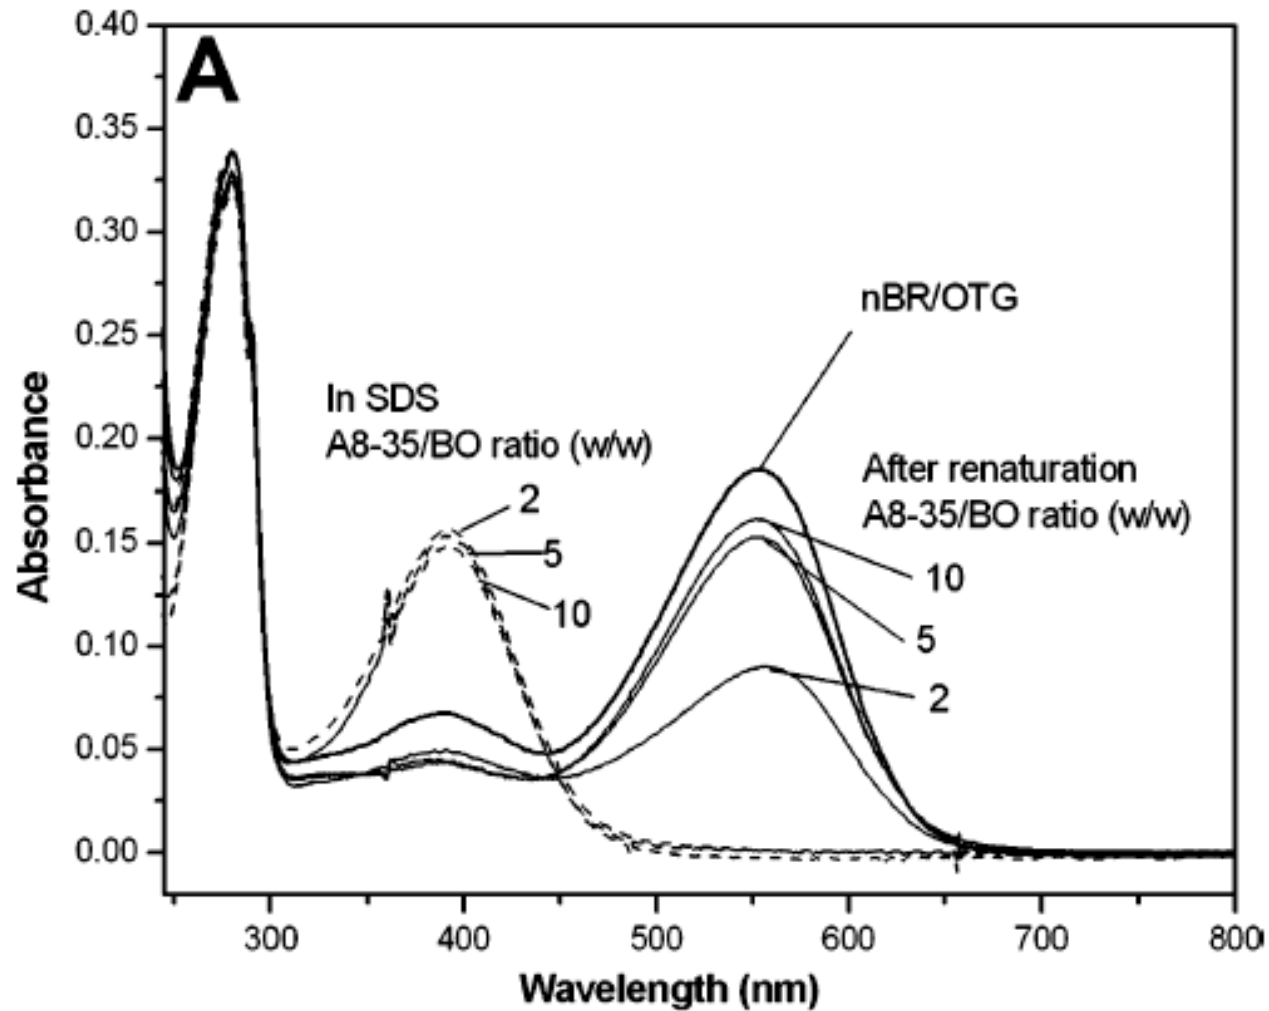 A
0.40
0.35
0.30
0.25
0.20
0.15
0.10
0.05
0.00
Absorbance
nBR/OTG
In SDS
A8-35/BO ratio (w/w)
2
5
10
After renaturation
A8-35/BO ratio (w/w)
10
5
2
300 400 500 600 700 800
Wavelength (nm)